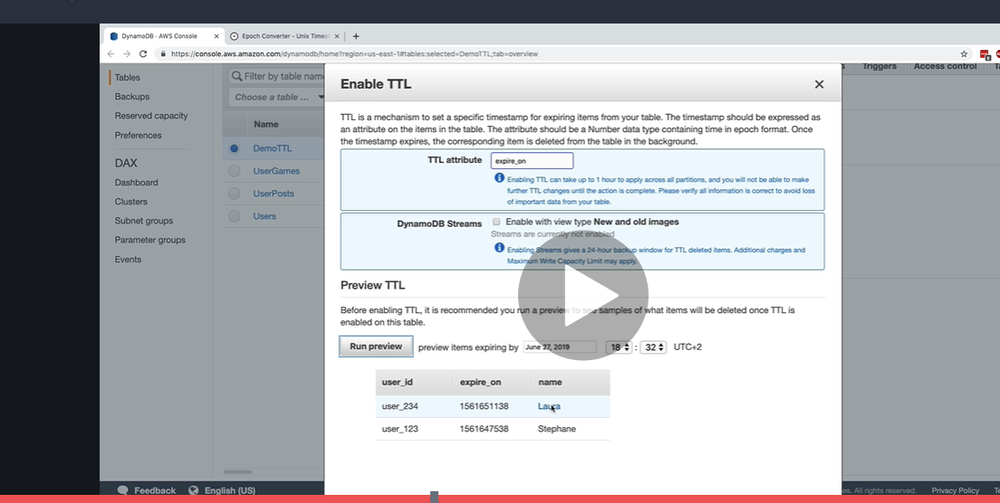 DynamoDB - AWS Console
Epoch Converter - Unix Times
https://console.aws.amazon.com/dynamodb/home?region=us-east-1#tables:selected=DemoTTL;tab=overview
Tables
Backups
Reserved capacity
Preferences
DAX
Dashboard
Clusters
Subnet groups
Parameter groups
Events
Filter by table name
Choose a table ...
Name
DemoTTL
UserGames
UserPosts
Users
Triggers
Access control
Enable TTL
TTL is a mechanism to set a specific timestamp for expiring items from your table. The timestamp should be expressed as
an attribute on the items in the table. The attribute should be a Number data type containing time in epoch format. Once
the timestamp expires, the corresponding item is deleted from the table in the background.
TTL attribute
expire_on
Enabling TTL can take up to 1 hour to apply across all partitions, and you will not be able to make
further TTL changes until the action is complete. Please verify all information is correct to avoid loss
of important data from your table.
DynamoDB Streams
Enable with view type New and old images
Streams are currently not enabled
Enabling Streams gives a 24-hour backup window for TTL deleted items. Additional charges and
Maximum Write Capacity Limit may apply.
Preview TTL
Before enabling TTL, it is recommended you run a preview to see samples of what items will be deleted once TTL is
enabled on this table.
Run preview preview items expiring by June 27, 2019 18 : 32 UTC+2
user_id expire_on name
user_234 1561651138 Laura
user_123 1561647538 Stephane
Feedback English (US)
es. All rights reserved. Privacy Policy